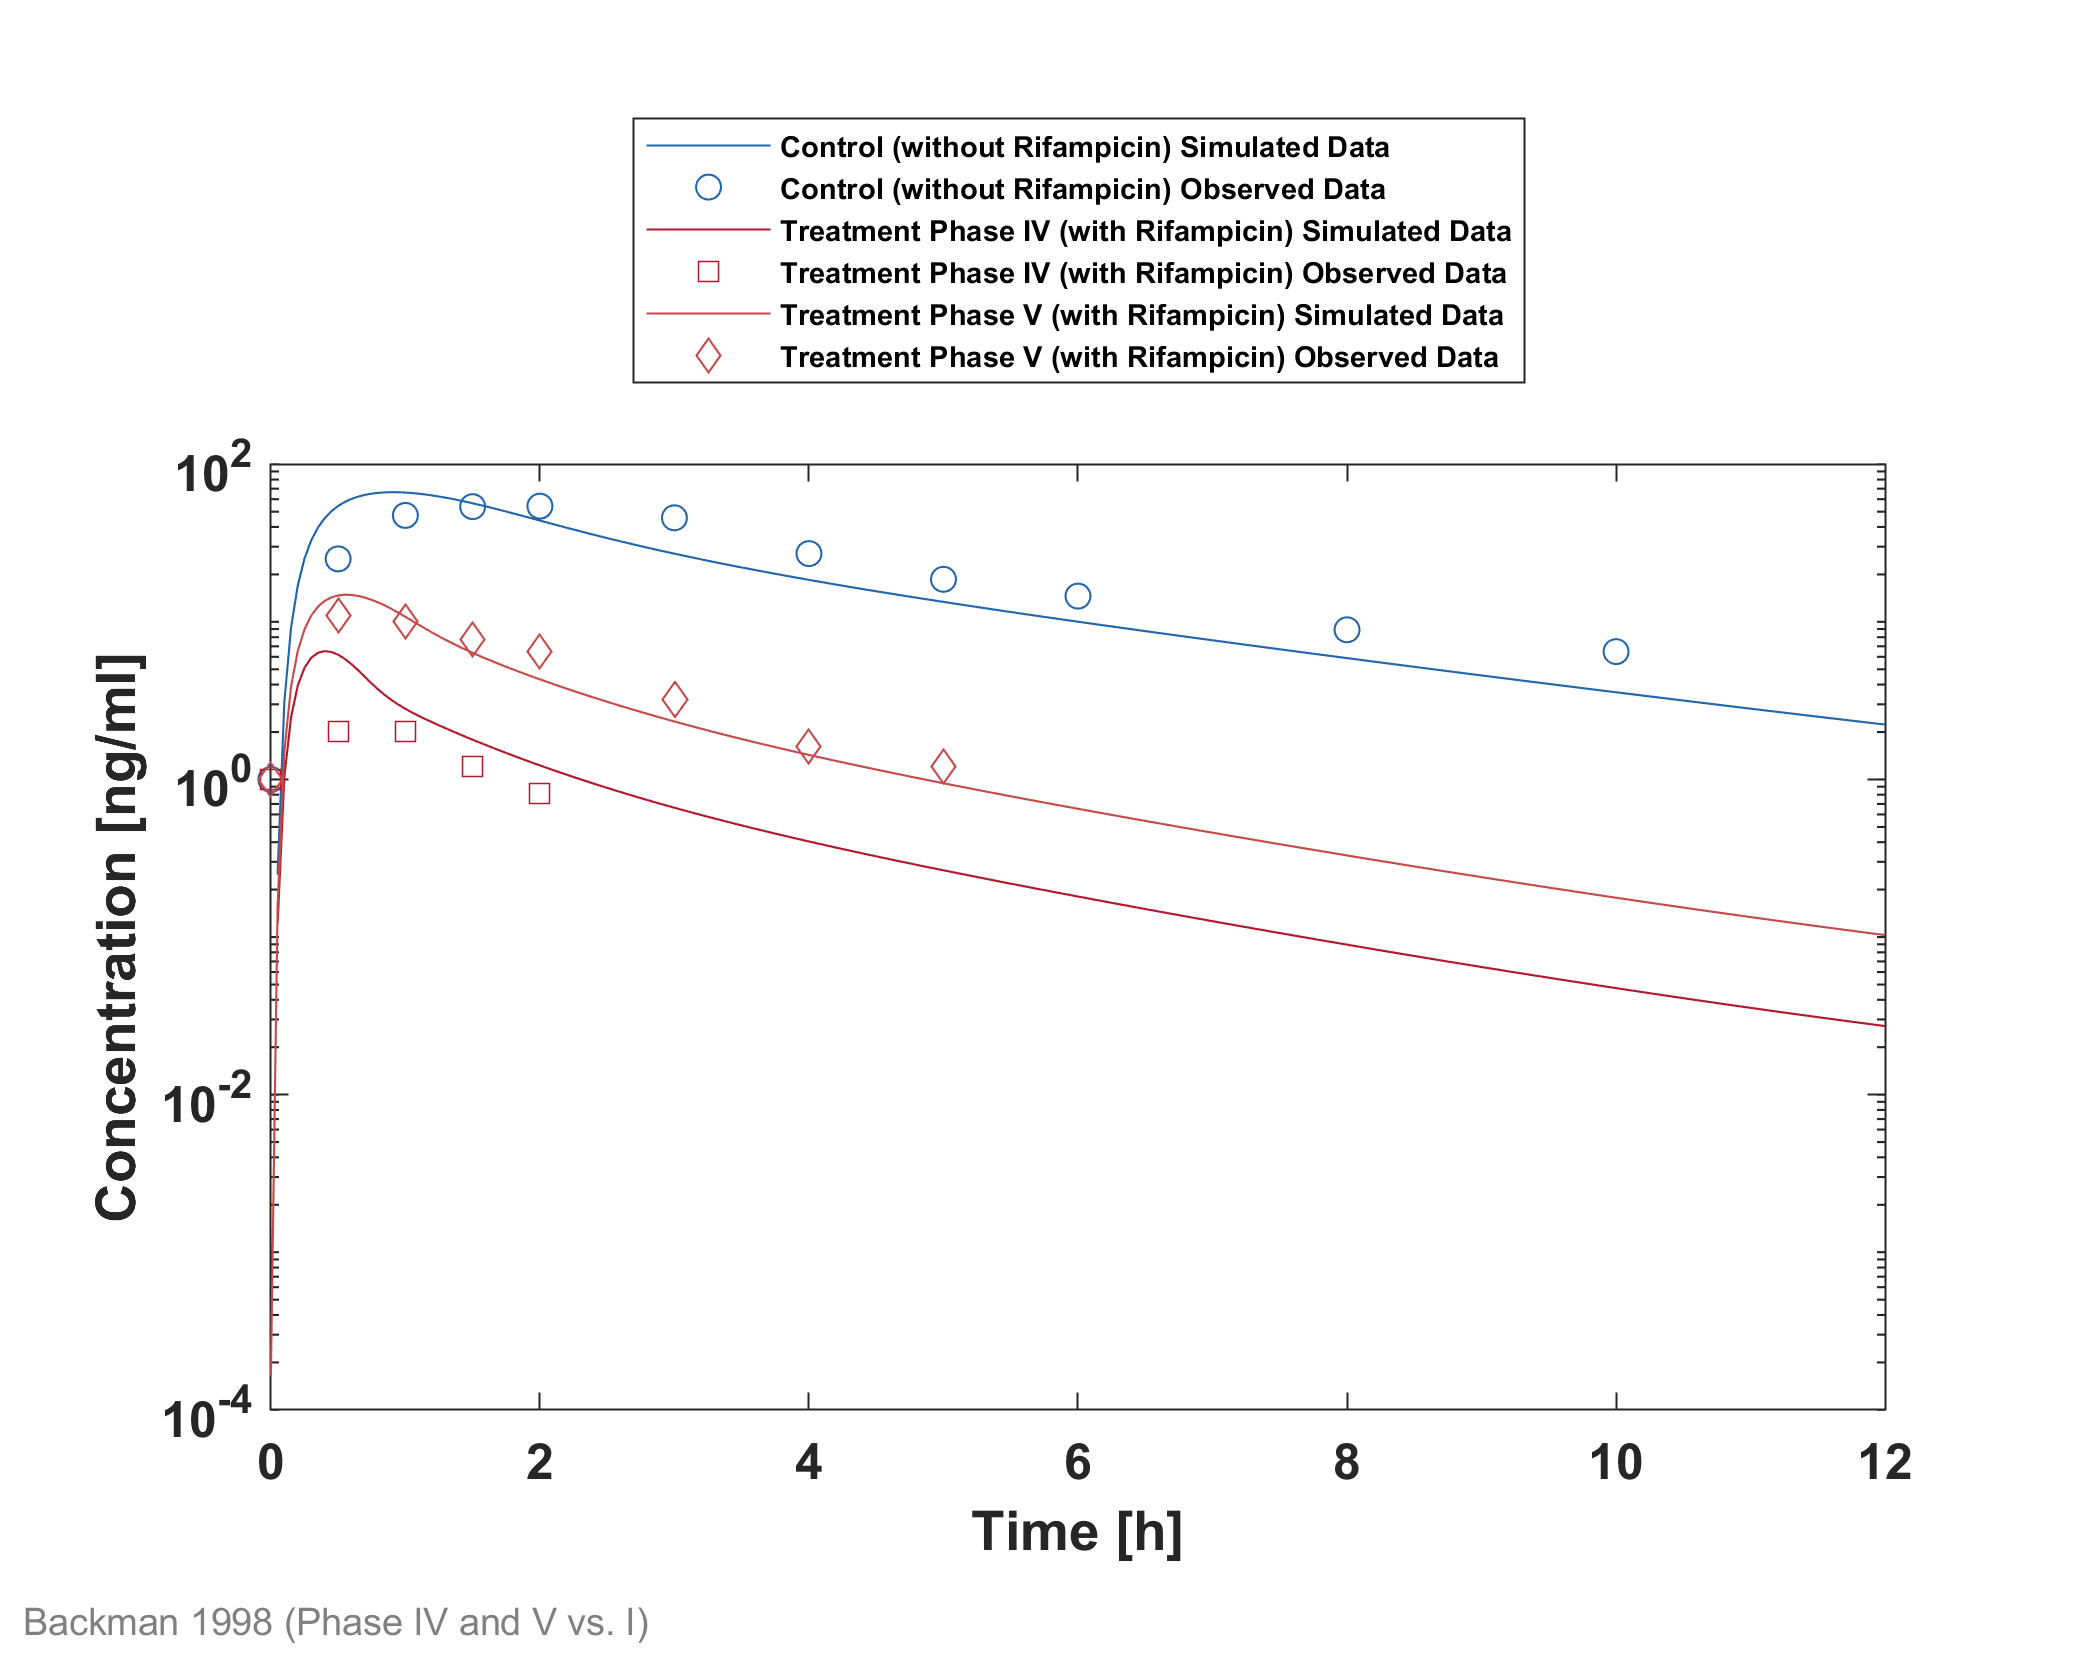 Control (without Rifampicin) Simulated Data
Control (without Rifampicin) Observed Data
Treatment Phase IV (with Rifampicin) Simulated Data
Treatment Phase IV (with Rifampicin) Observed Data
Treatment Phase V (with Rifampicin) Simulated Data
Treatment Phase V (with Rifampicin) Observed Data
10^2
10^0
10^-2
10^-4
Concentration [ng/ml]
0 2 4 6 8 10 12
Time [h]
Backman 1998 (Phase IV and V vs. I)